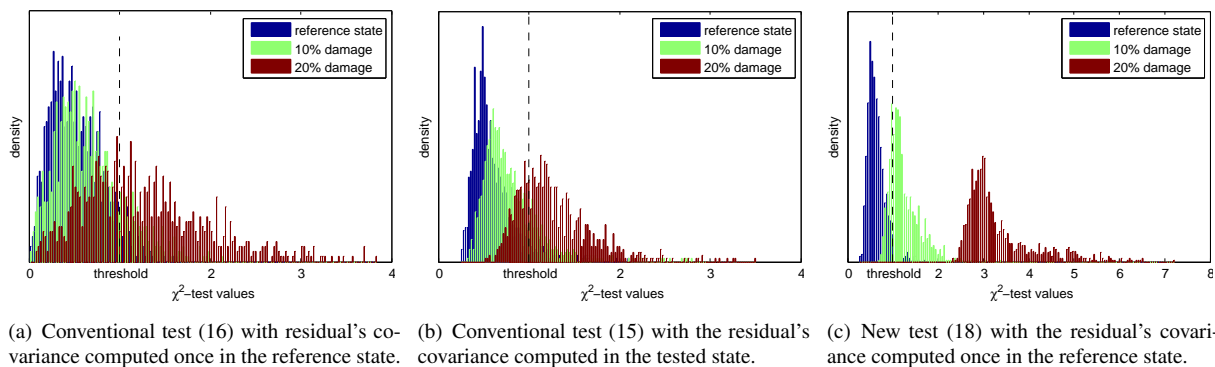 reference state
10% damage
20% damage
density
0 threshold 2 3 4
χ²−test values
(a) Conventional test (16) with residual's co-
variance computed once in the reference state.
reference state
10% damage
20% damage
density
0 threshold 2 3 4
χ²−test values
(b) Conventional test (15) with the residual's
covariance computed in the tested state.
reference state
10% damage
20% damage
density
0 threshold 2 3 4 5 6 7 8
χ²−test values
(c) New test (18) with the residual's covari-
ance computed once in the reference state.